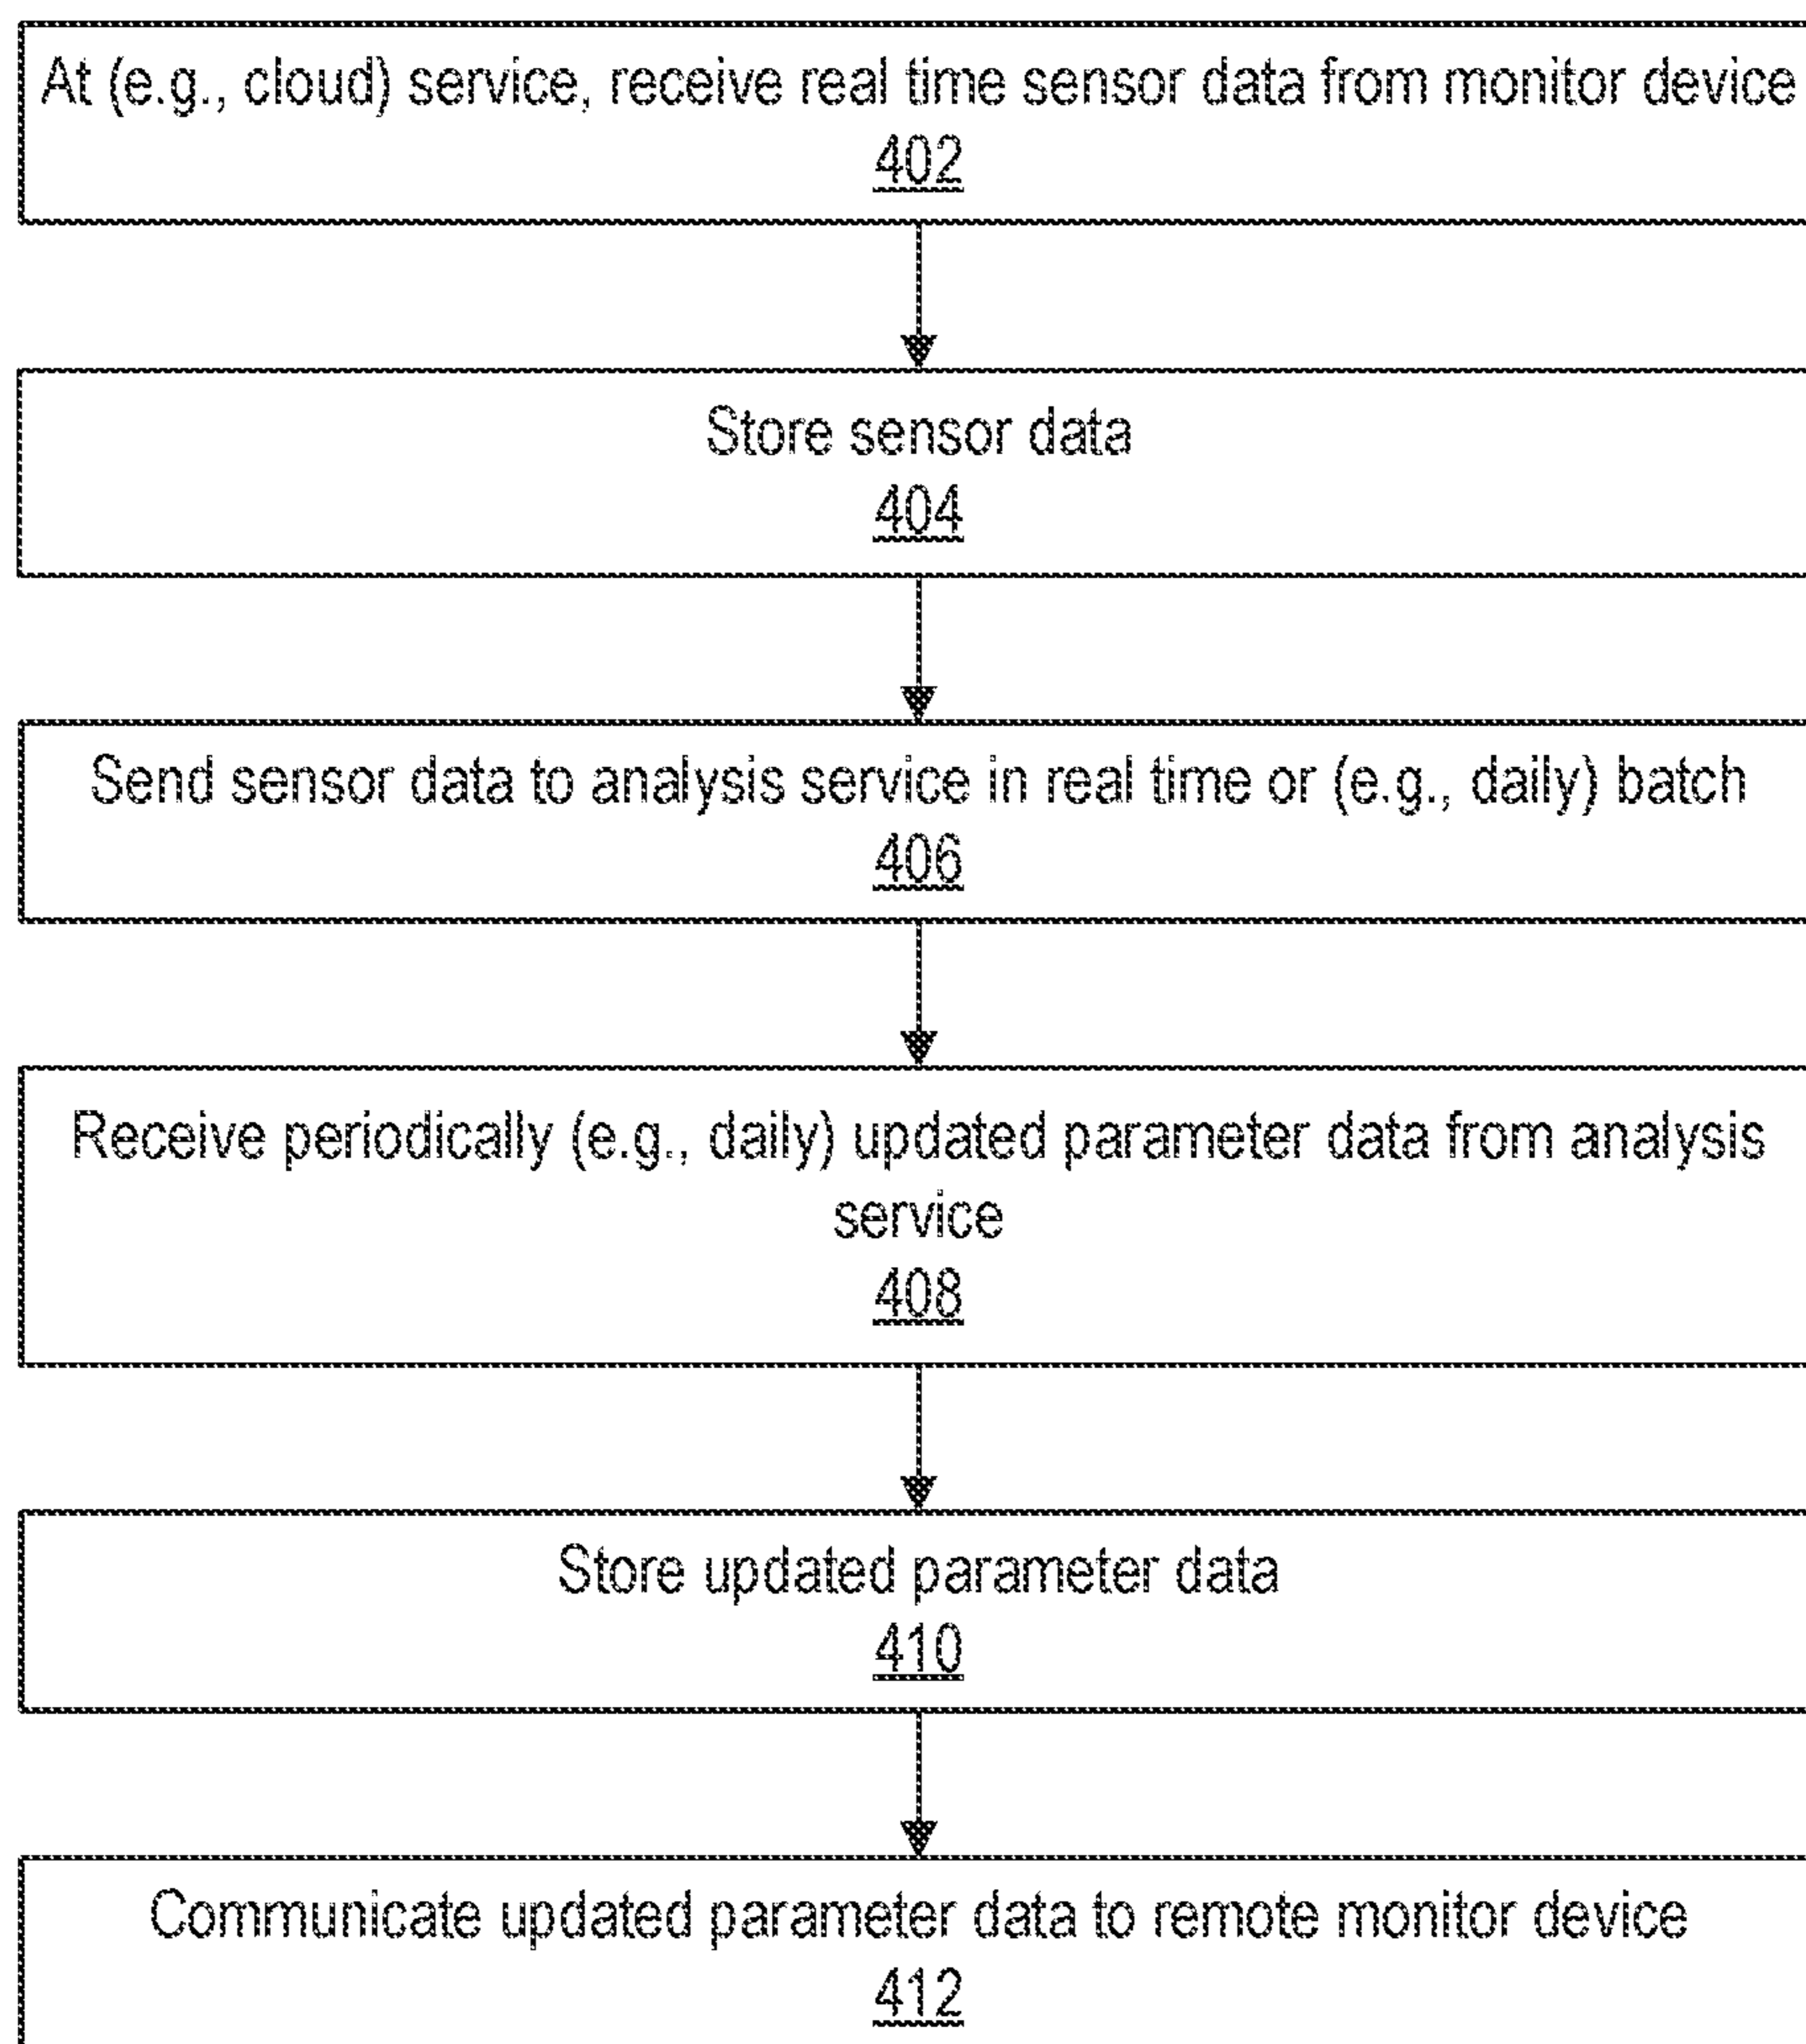 At (e.g., cloud) service, receive real time sensor data from monitor device
402
Store sensor data
404
Send sensor data to analysis service in real time or (e.g., daily) batch
406
Receive periodically (e.g., daily) updated parameter data from analysis
service
408
Store updated parameter data
410
Communicate updated parameter data to remote monitor device
412